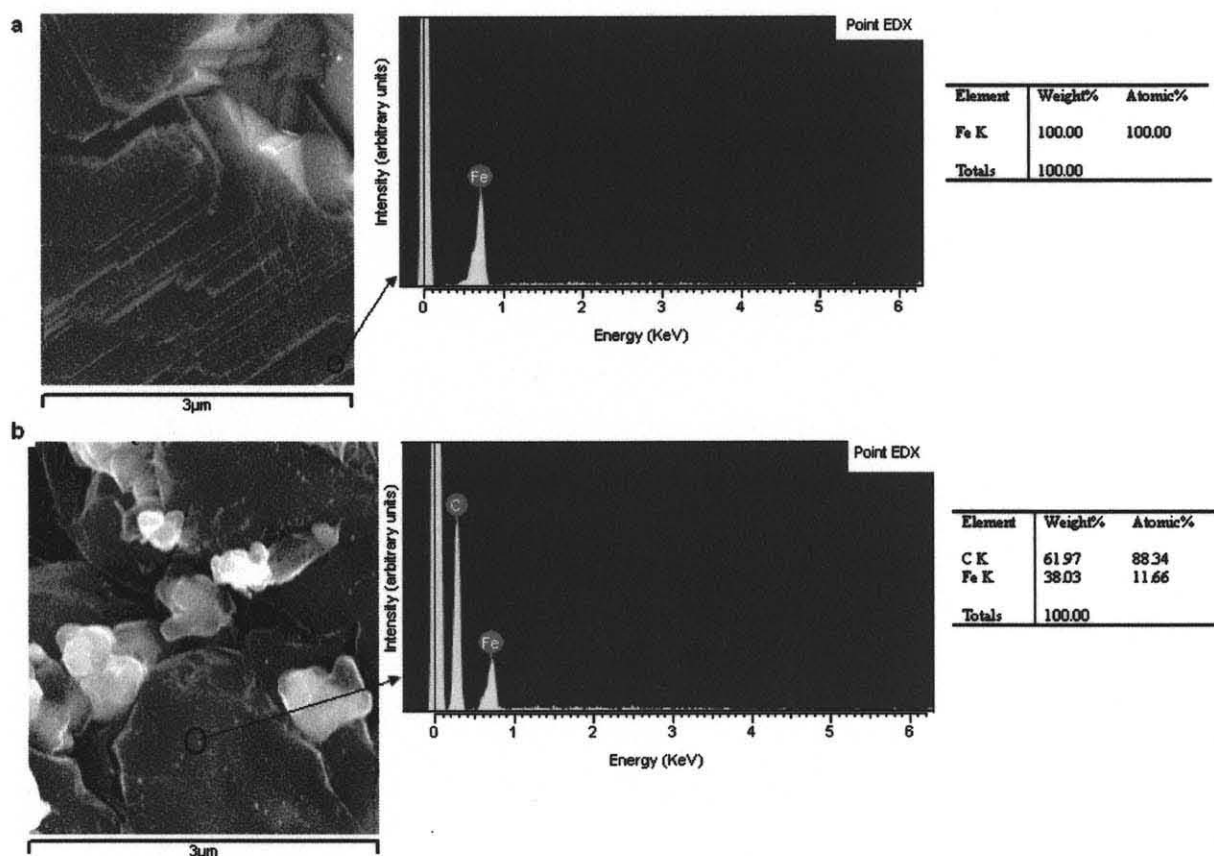 a
Point EDX
Intensity (arbitrary units)
Fe
0 1 2 3 4 5 6
Energy (KeV)
Element Weight% Atomic%
Fe K 100.00 100.00
Totals 100.00
3μm
b
Point EDX
Intensity (arbitrary units)
C
Fe
0 1 2 3 4 5 6
Energy (KeV)
Element Weight% Atomic%
C K 61.97 88.34
Fe K 38.03 11.66
Totals 100.00
3μm